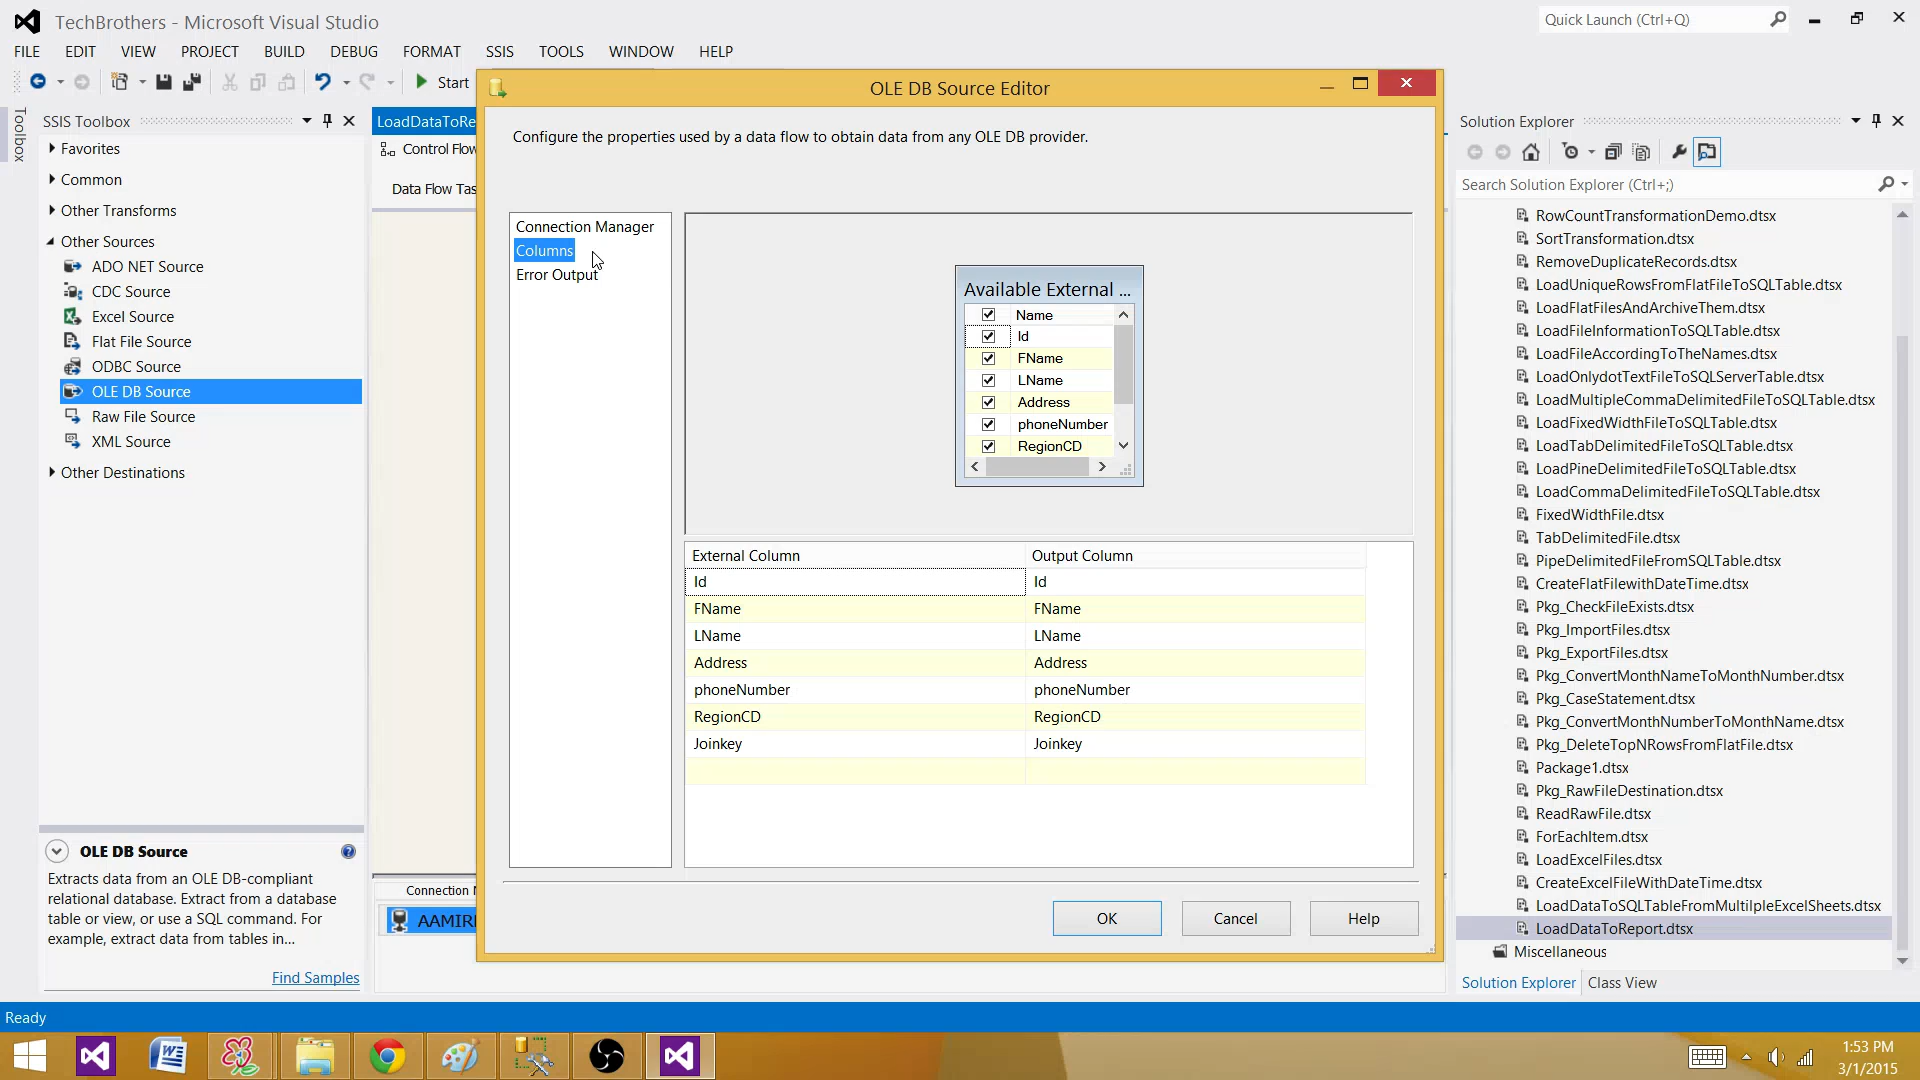 TechBrothers - Microsoft Visual Studio
Quick Launch (Ctrl+Q)
FILE EDIT VIEW PROJECT BUILD DEBUG FORMAT SSIS TOOLS WINDOW HELP
Start
Toolbox
SSIS Toolbox
Favorites
Common
Other Transforms
Other Sources
ADO NET Source
CDC Source
Excel Source
Flat File Source
ODBC Source
OLE DB Source
Raw File Source
XML Source
Other Destinations
OLE DB Source
Extracts data from an OLE DB-compliant
relational database. Extract from a database
table or view, or use a SQL command. For
example, extract data from tables in...
Find Samples
LoadDataToRe
Control Flow
Data Flow Tas
Connection M
AAMIR
OLE DB Source Editor
Configure the properties used by a data flow to obtain data from any OLE DB provider.
Connection Manager
Columns
Error Output
Available External ...
Name
Id
FName
LName
Address
phoneNumber
RegionCD
External Column Output Column
Id Id
FName FName
LName LName
Address Address
phoneNumber phoneNumber
RegionCD RegionCD
Joinkey Joinkey
OK Cancel Help
Solution Explorer
Search Solution Explorer (Ctrl+;)
RowCountTransformationDemo.dtsx
SortTransformation.dtsx
RemoveDuplicateRecords.dtsx
LoadUniqueRowsFromFlatFileToSQLTable.dtsx
LoadFlatFilesAndArchiveThem.dtsx
LoadFileInformationToSQLTable.dtsx
LoadFileAccordingToTheNames.dtsx
LoadOnlydotTextFileToSQLServerTable.dtsx
LoadMultipleCommaDelimitedFileToSQLTable.dtsx
LoadFixedWidthFileToSQLTable.dtsx
LoadTabDelimitedFileToSQLTable.dtsx
LoadPineDelimitedFileToSQLTable.dtsx
LoadCommaDelimitedFileToSQLTable.dtsx
FixedWidthFile.dtsx
TabDelimitedFile.dtsx
PipeDelimitedFileFromSQLTable.dtsx
CreateFlatFilewithDateTime.dtsx
Pkg_CheckFileExists.dtsx
Pkg_ImportFiles.dtsx
Pkg_ExportFiles.dtsx
Pkg_ConvertMonthNameToMonthNumber.dtsx
Pkg_CaseStatement.dtsx
Pkg_ConvertMonthNumberToMonthName.dtsx
Pkg_DeleteTopNRowsFromFlatFile.dtsx
Package1.dtsx
Pkg_RawFileDestination.dtsx
ReadRawFile.dtsx
ForEachItem.dtsx
LoadExcelFiles.dtsx
CreateExcelFileWithDateTime.dtsx
LoadDataToSQLTableFromMultilpleExcelSheets.dtsx
LoadDataToReport.dtsx
Miscellaneous
Solution Explorer Class View
Ready
1:53 PM
3/1/2015